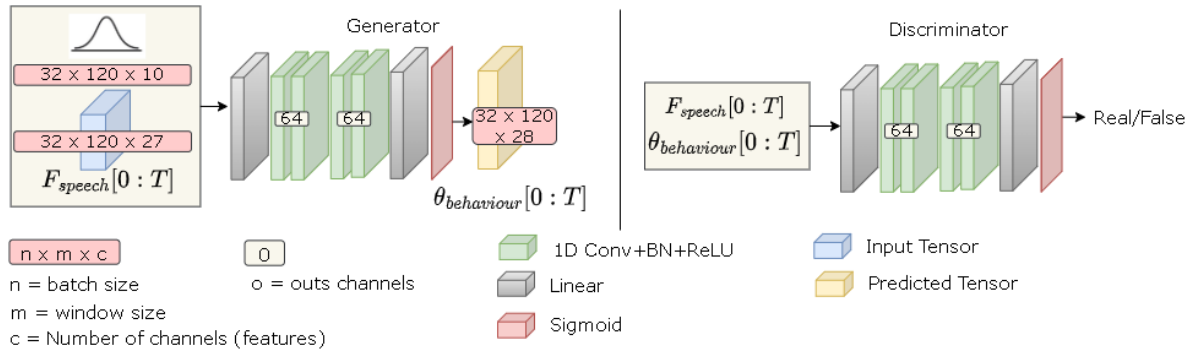 Generator
32 x 120 x 10
32 x 120 x 27
F_speech[0 : T]
64
64
32 x 120
x 28
θ_behaviour[0 : T]
Discriminator
F_speech[0 : T]
θ_behaviour[0 : T]
64
64
Real/False
n x m x c
n = batch size
m = window size
c = Number of channels (features)
0
o = outs channels
1D Conv+BN+ReLU
Linear
Sigmoid
Input Tensor
Predicted Tensor